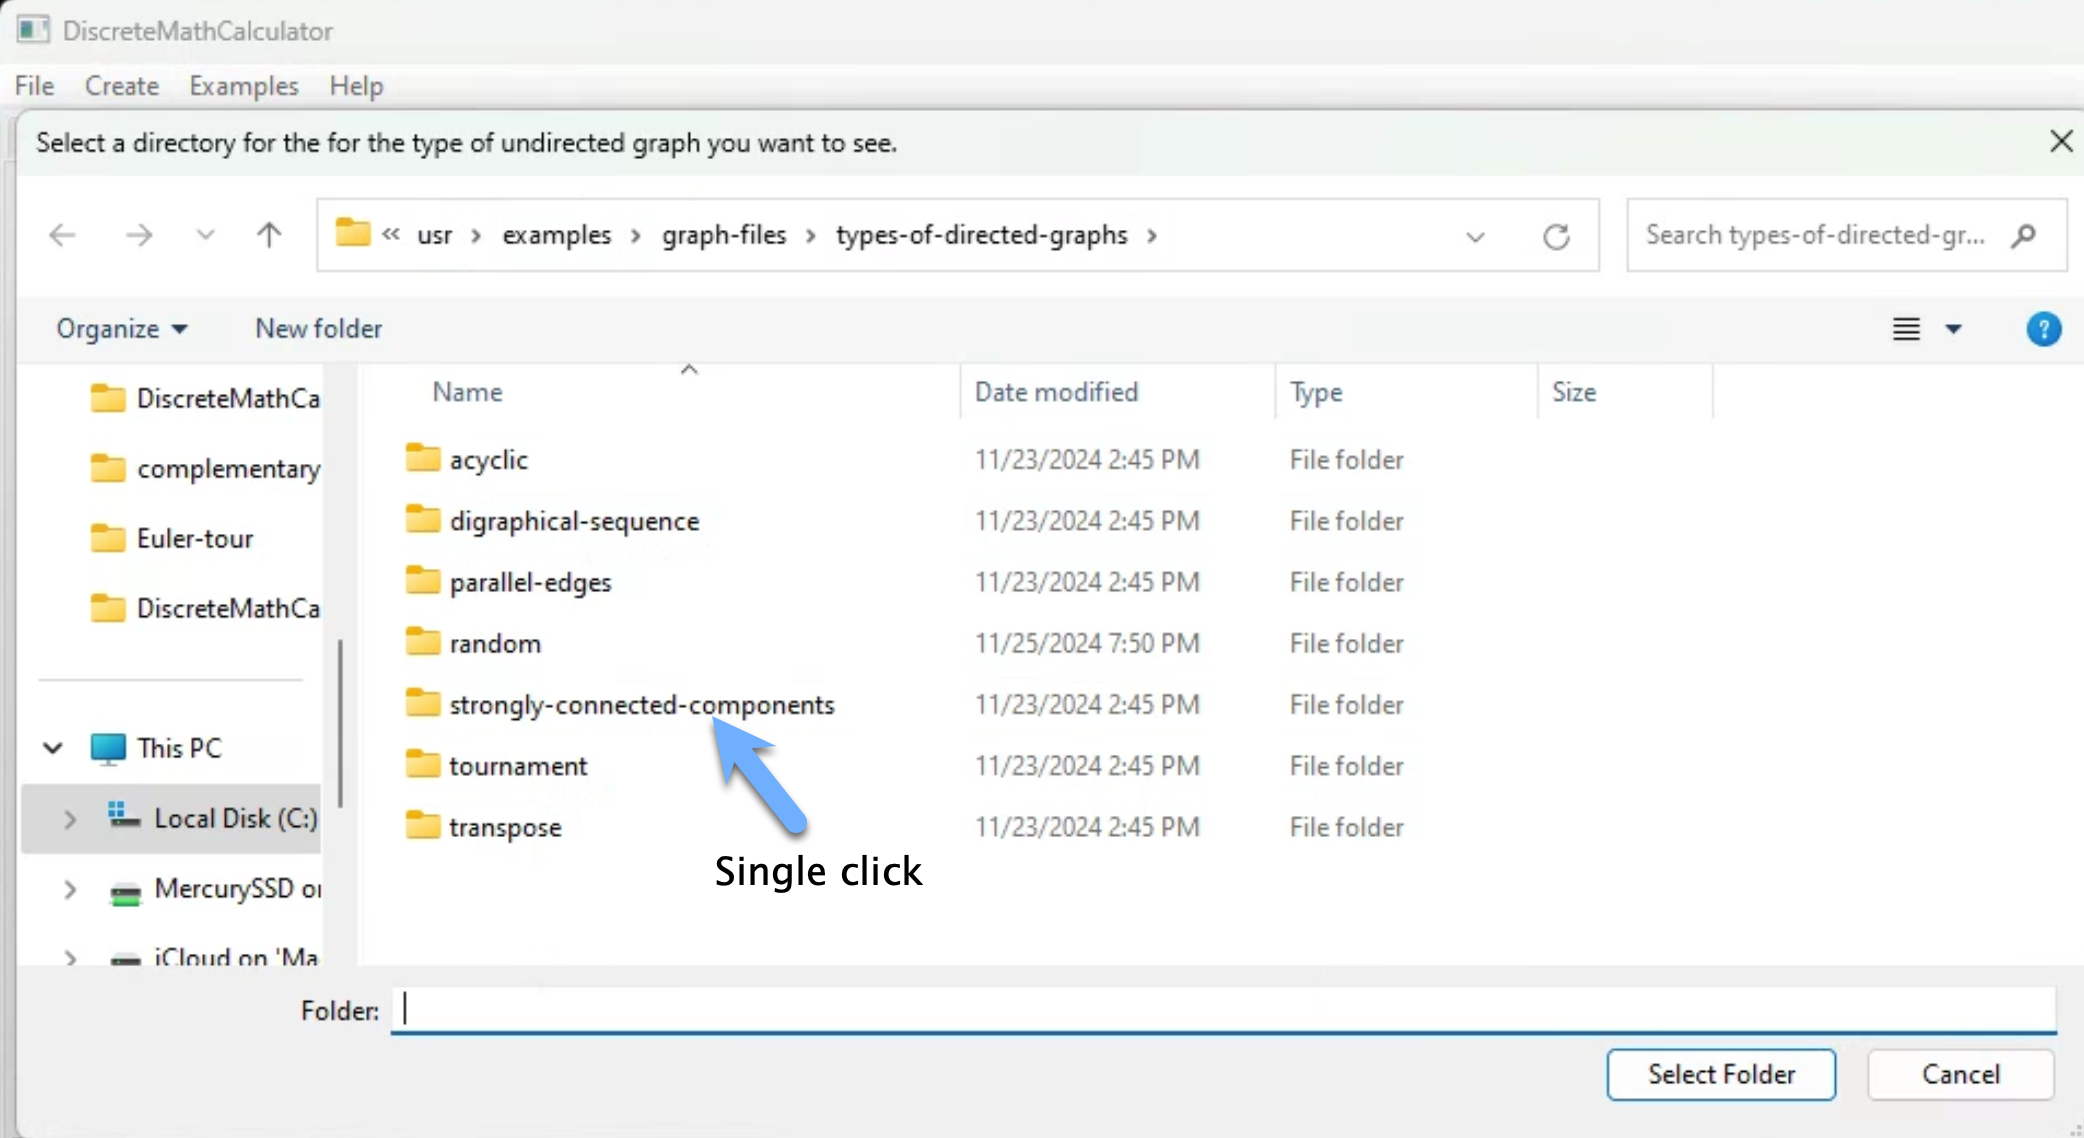 DiscreteMathCalculator
File Create Examples Help
Select a directory for the for the type of undirected graph you want to see.
« usr > examples > graph-files > types-of-directed-graphs >
Search types-of-directed-gr...
Organize
New folder
?
DiscreteMathCa
complementary
Euler-tour
DiscreteMathCa
This PC
Local Disk (C:)
MercurySSD or
iCloud on 'Ma
Name Date modified Type Size
acyclic 11/23/2024 2:45 PM File folder
digraphical-sequence 11/23/2024 2:45 PM File folder
parallel-edges 11/23/2024 2:45 PM File folder
random 11/25/2024 7:50 PM File folder
strongly-connected-components 11/23/2024 2:45 PM File folder
tournament 11/23/2024 2:45 PM File folder
transpose 11/23/2024 2:45 PM File folder
Single click
Folder:
Select Folder
Cancel